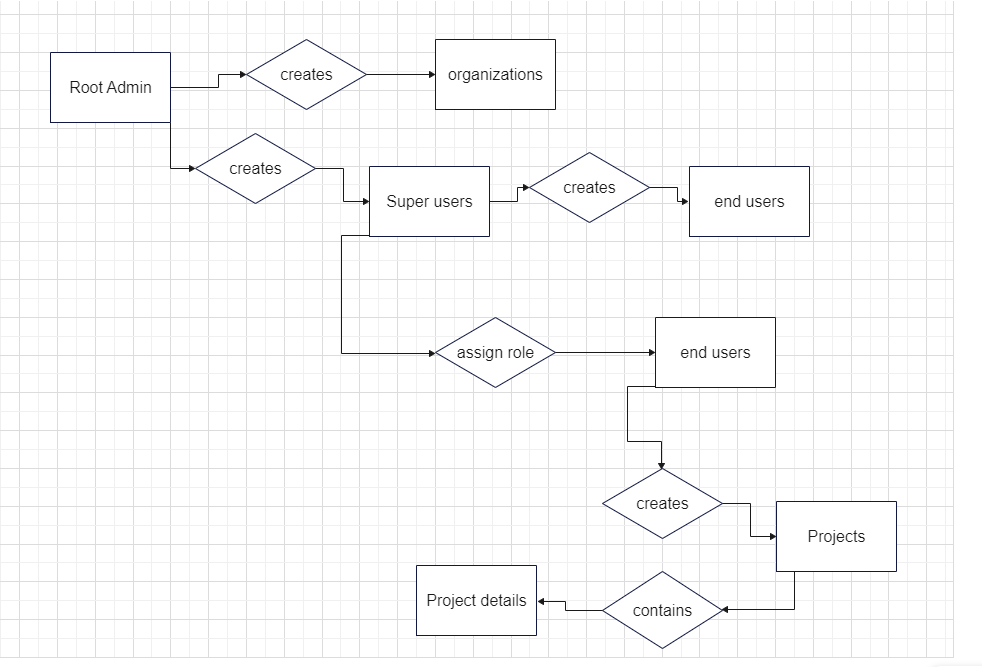 Root Admin
creates
organizations
creates
Super users
creates
end users
assign role
end users
creates
Projects
Project details
contains